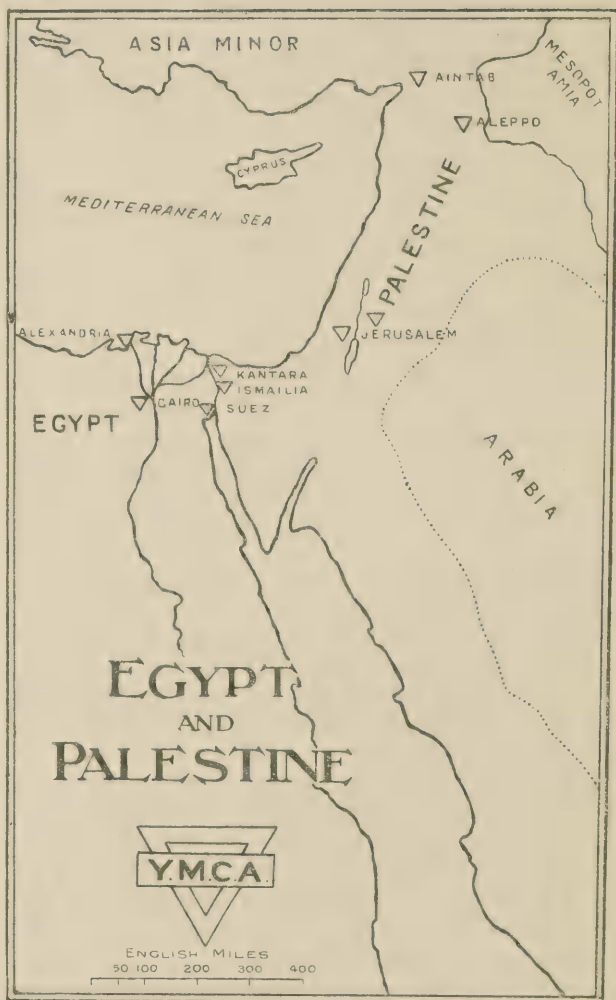 ASIA MINOR
MESOPOT
AMIA
AINTAB
ALEPPO
CYPRUS
MEDITERRANEAN SEA
PALESTINE
ALEXANDRIA
JERUSALEM
KANTARA
ISMAILIA
CAIRO
SUEZ
EGYPT
ARABIA
EGYPT
AND
PALESTINE
Y.M.C.A.
ENGLISH MILES
50 100 200 300 400